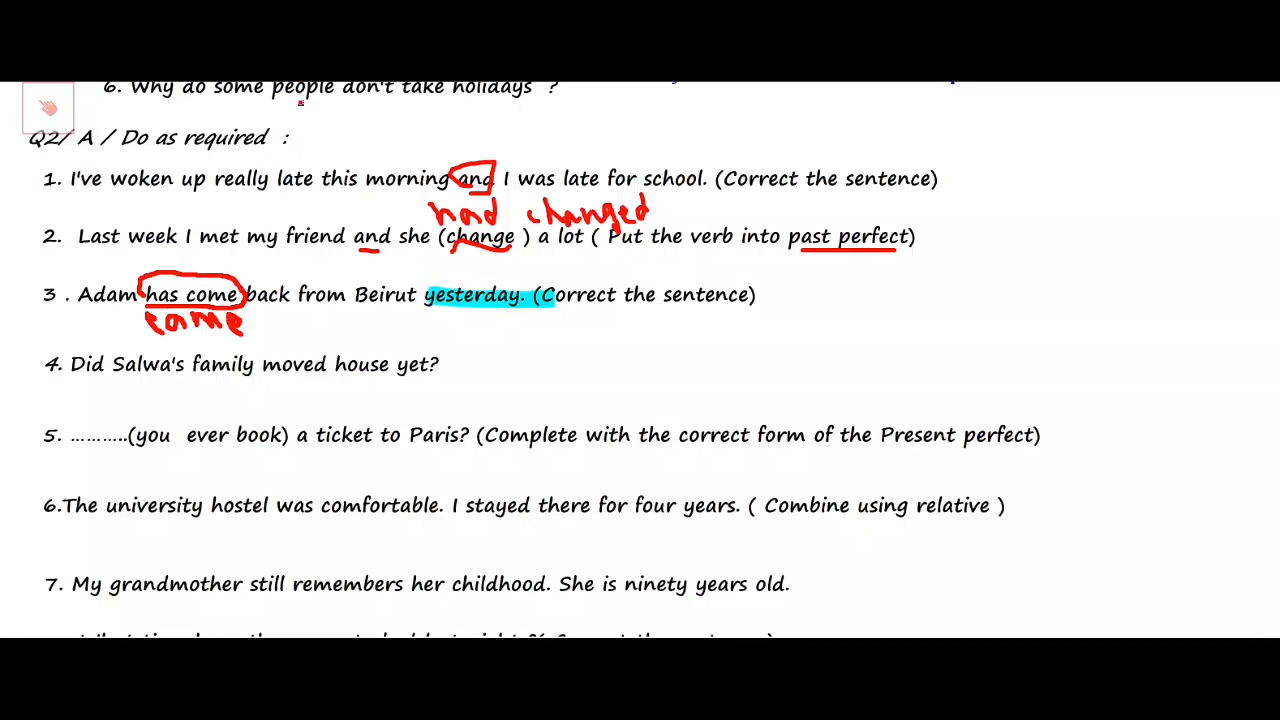 6. Why do some people don't take holidays ?
Q2/ A / Do as required :
1. I've woken up really late this morning and I was late for school. (Correct the sentence)
had changed
2. Last week I met my friend and she (change ) a lot ( Put the verb into past perfect)
3 . Adam has come back from Beirut yesterday. (Correct the sentence)
came
4. Did Salwa's family moved house yet?
5. ………..(you ever book) a ticket to Paris? (Complete with the correct form of the Present perfect)
6.The university hostel was comfortable. I stayed there for four years. ( Combine using relative )
7. My grandmother still remembers her childhood. She is ninety years old.